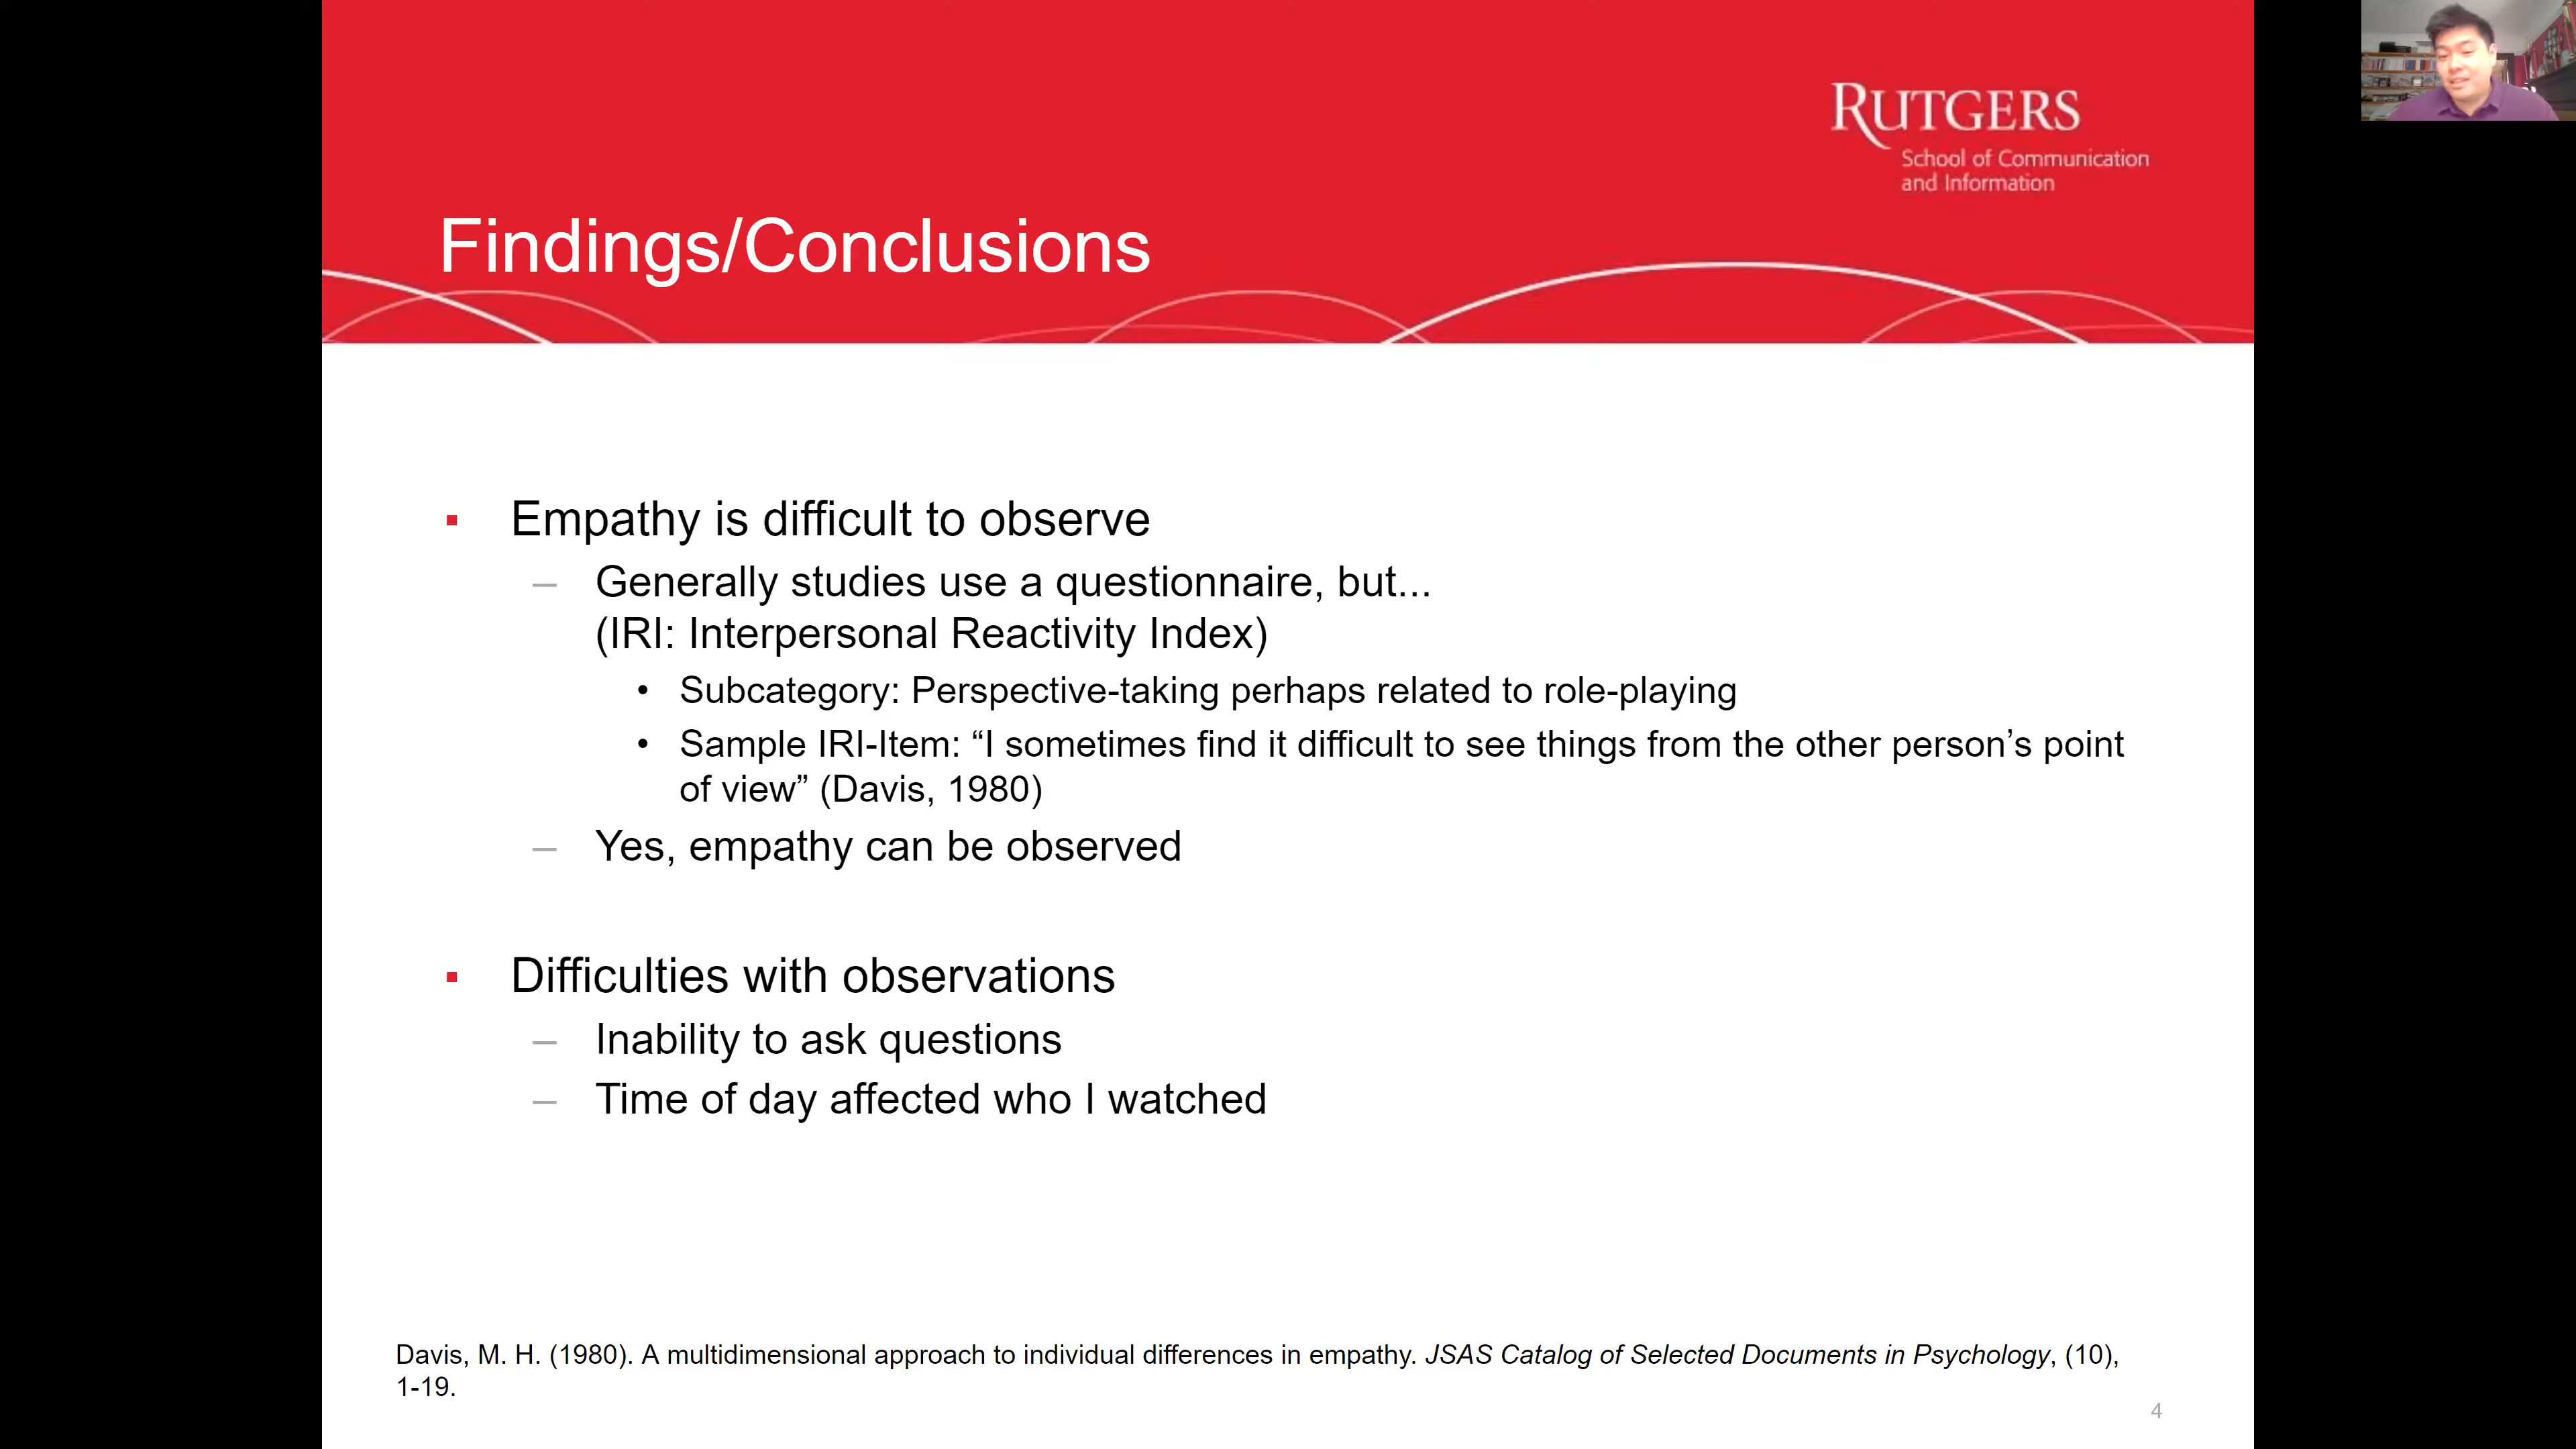 RUTGERS
School of Communication
and Information
Findings/Conclusions
▪ Empathy is difficult to observe
– Generally studies use a questionnaire, but...
(IRI: Interpersonal Reactivity Index)
• Subcategory: Perspective-taking perhaps related to role-playing
• Sample IRI-Item: “I sometimes find it difficult to see things from the other person’s point
of view” (Davis, 1980)
– Yes, empathy can be observed
▪ Difficulties with observations
– Inability to ask questions
– Time of day affected who I watched
Davis, M. H. (1980). A multidimensional approach to individual differences in empathy. JSAS Catalog of Selected Documents in Psychology, (10),
1-19.
4